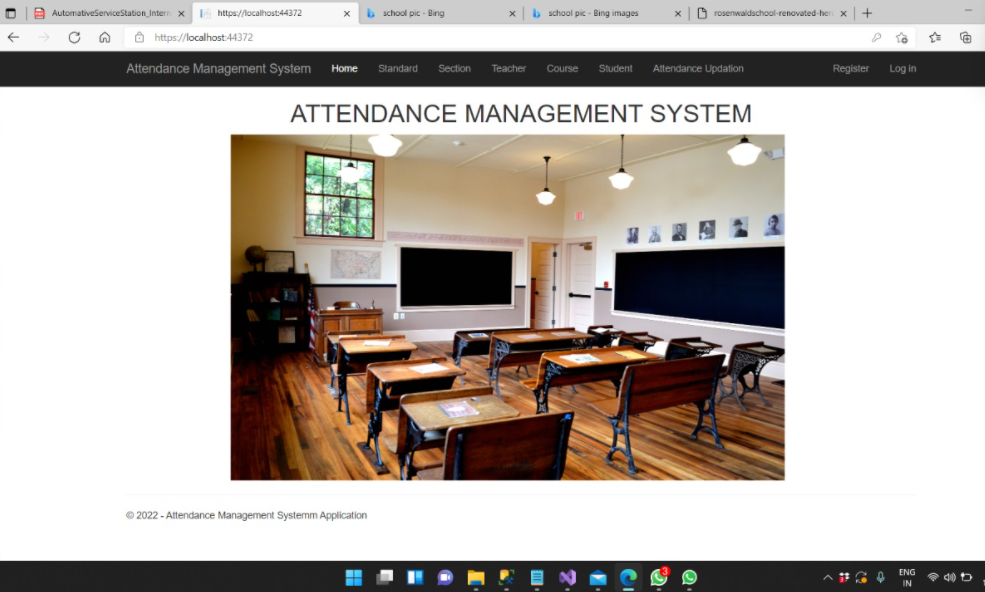 AutomativeServiceStation_Intern
https://localhost:44372
school pic - Bing
school pic - Bing images
rosenwaldschool-renovated-her
https://localhost:44372
Attendance Management System Home Standard Section Teacher Course Student Attendance Updation Register Log in
ATTENDANCE MANAGEMENT SYSTEM
© 2022 - Attendance Management Systemm Application
3
ENG
IN